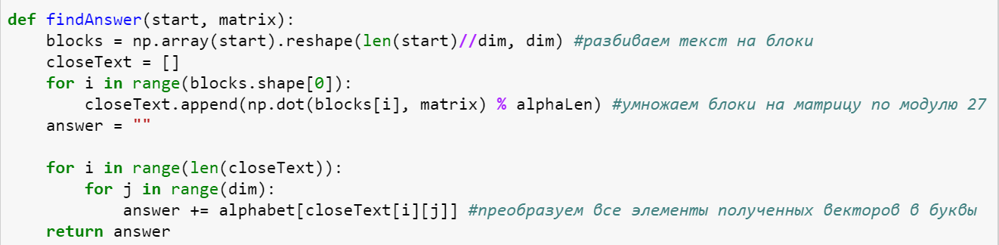 def findAnswer(start, matrix):
    blocks = np.array(start).reshape(len(start)//dim, dim) #разбиваем текст на блоки
    closeText = []
    for i in range(blocks.shape[0]):
        closeText.append(np.dot(blocks[i], matrix) % alphaLen) #умножаем блоки на матрицу по модулю 27
    answer = ""

    for i in range(len(closeText)):
        for j in range(dim):
            answer += alphabet[closeText[i][j]] #преобразуем все элементы полученных векторов в буквы
    return answer